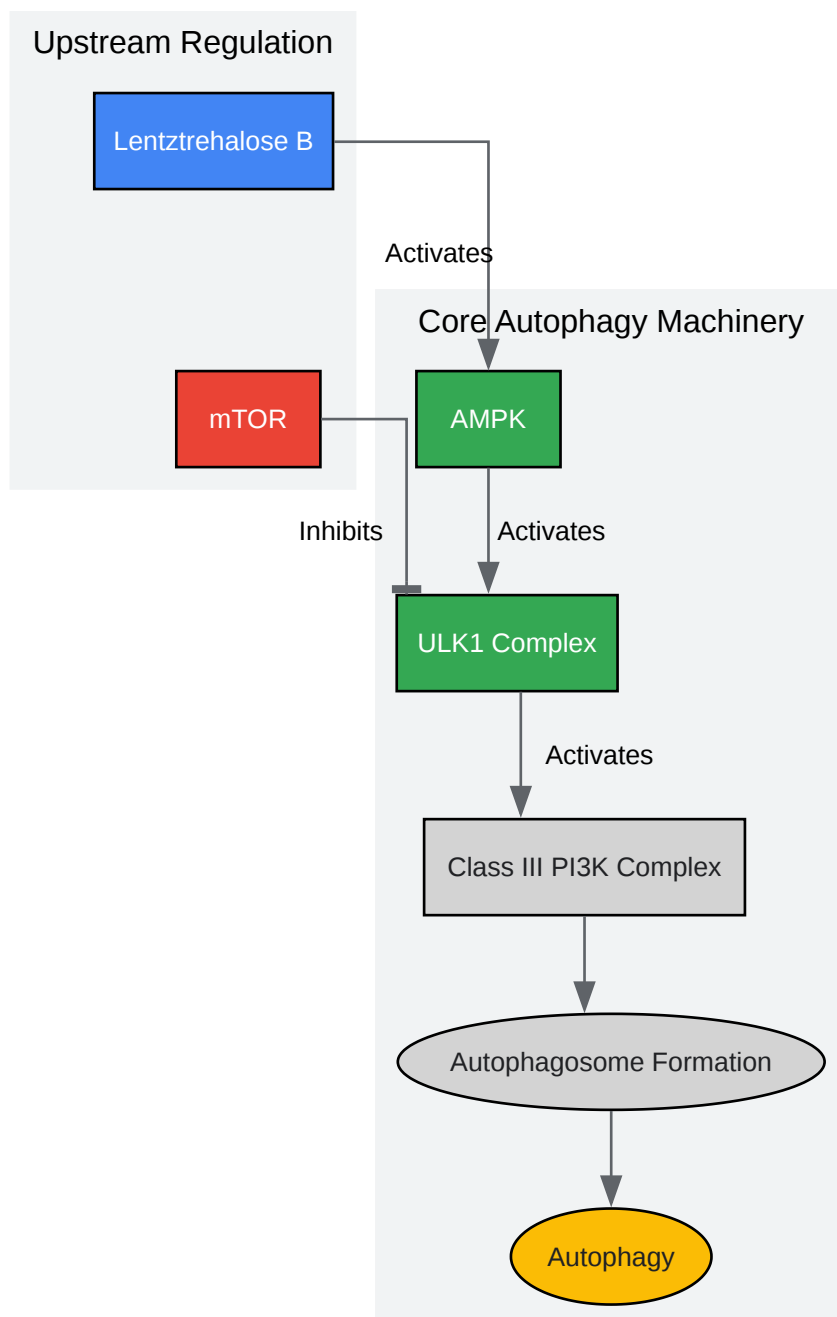 Upstream Regulation
Lentztrehalose B
Activates
Core Autophagy Machinery
mTOR
AMPK
Inhibits
Activates
ULK1 Complex
Activates
Class III PI3K Complex
Autophagosome Formation
Autophagy